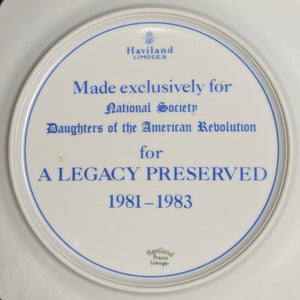 Haviland
LIMOGES
Made exclusively for
National Society
Daughters of the American Revolution
for
A LEGACY PRESERVED
1981–1983
Haviland
France
Limoges